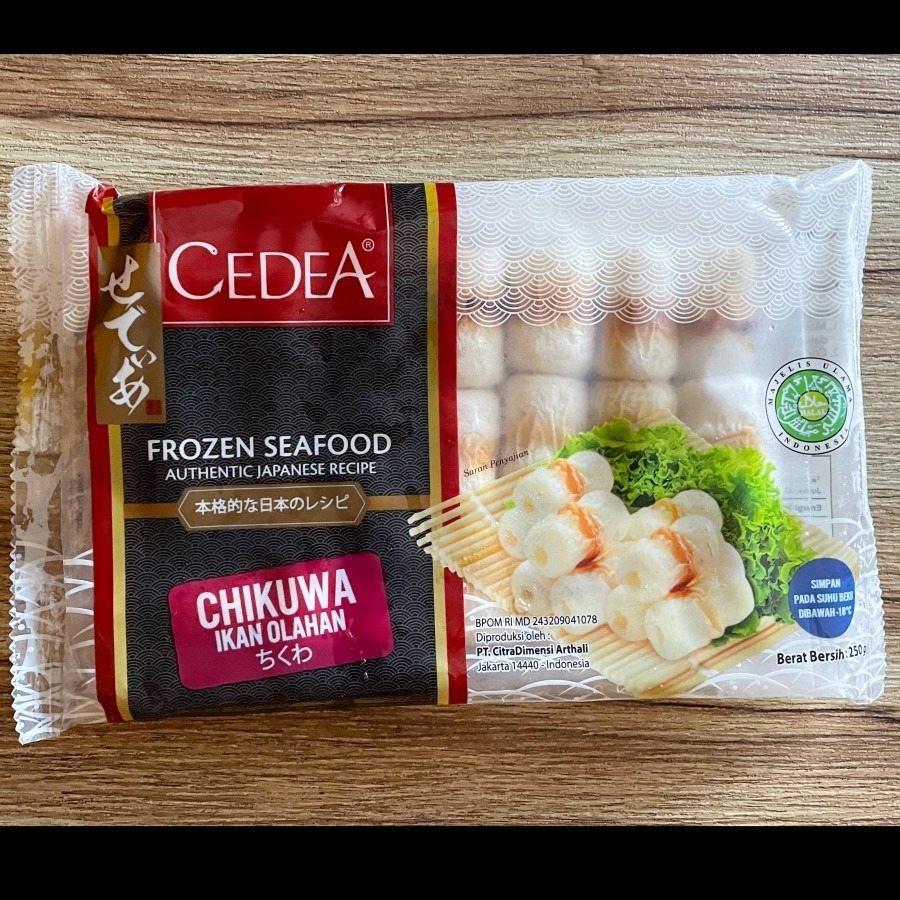 CEDEA®
せでぃあ
FROZEN SEAFOOD
AUTHENTIC JAPANESE RECIPE
本格的な日本のレシピ
CHIKUWA
IKAN OLAHAN
ちくわ
Saran Penyajian
MAJELIS ULAMA
حلال
HALAL
INDONESIA
SIMPAN
PADA SUHU BEKU
DIBAWAH -18°C
BPOM RI MD 243209041078
Diproduksi oleh :
PT. CitraDimensi Arthali
Jakarta 14440 - Indonesia
Berat Bersih : 250 g